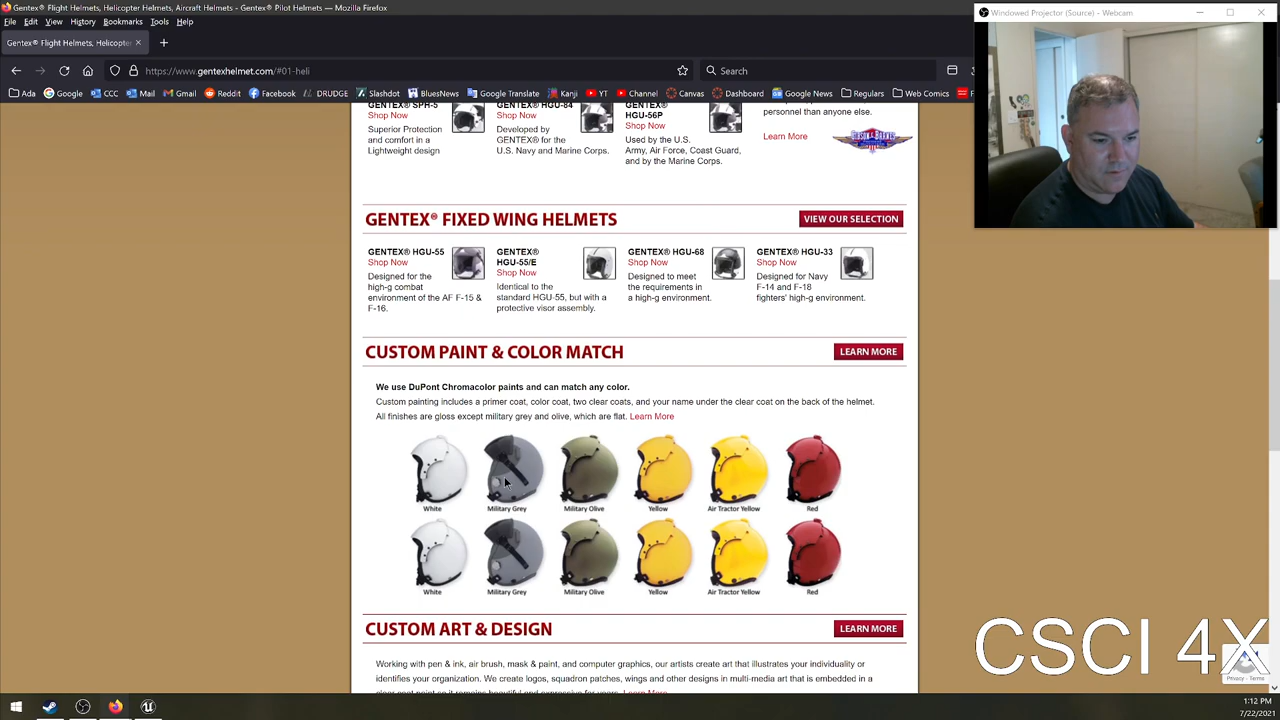 Gentex® Flight Helmets, Helicopter Helmets, Aircraft Helmets - Gentex® Pilot Helmets — Mozilla Firefox
File Edit View History Bookmarks Tools Help
Windowed Projector (Source) - Webcam
Gentex® Flight Helmets, Helicopte
https://www.gentexhelmet.com/#01-heli
Search
Ada Google CCC Mail Gmail Reddit Facebook DRUDGE Slashdot BluesNews Google Translate Kanji YT Channel Canvas Dashboard Google News Regulars Web Comics
GENTEX® SPH-5
Shop Now
Superior Protection
and comfort in a
Lightweight design
GENTEX® HGU-84
Shop Now
Developed by
GENTEX® for the
U.S. Navy and Marine Corps.
GENTEX®
HGU-56P
Shop Now
Used by the U.S.
Army, Air Force, Coast Guard,
and by the Marine Corps.
personnel than anyone else.
Learn More
GENTEX® FIXED WING HELMETS
VIEW OUR SELECTION
GENTEX® HGU-55
Shop Now
Designed for the
high-g combat
environment of the AF F-15 &
F-16.
GENTEX®
HGU-55/E
Shop Now
Identical to the
standard HGU-55, but with a
protective visor assembly.
GENTEX® HGU-68
Shop Now
Designed to meet
the requirements in
a high-g environment.
GENTEX® HGU-33
Shop Now
Designed for Navy
F-14 and F-18
fighters' high-g environment.
CUSTOM PAINT & COLOR MATCH
LEARN MORE
We use DuPont Chromacolor paints and can match any color.
Custom painting includes a primer coat, color coat, two clear coats, and your name under the clear coat on the back of the helmet.
All finishes are gloss except military grey and olive, which are flat. Learn More
White Military Grey Military Olive Yellow Air Tractor Yellow Red
White Military Grey Military Olive Yellow Air Tractor Yellow Red
CUSTOM ART & DESIGN
LEARN MORE
Working with pen & ink, air brush, mask & paint, and computer graphics, our artists create art that illustrates your individuality or
identifies your organization. We create logos, squadron patches, wings and other designs in multi-media art that is embedded in a
CSCI 4X
Privacy - Terms
1:12 PM
7/22/2021